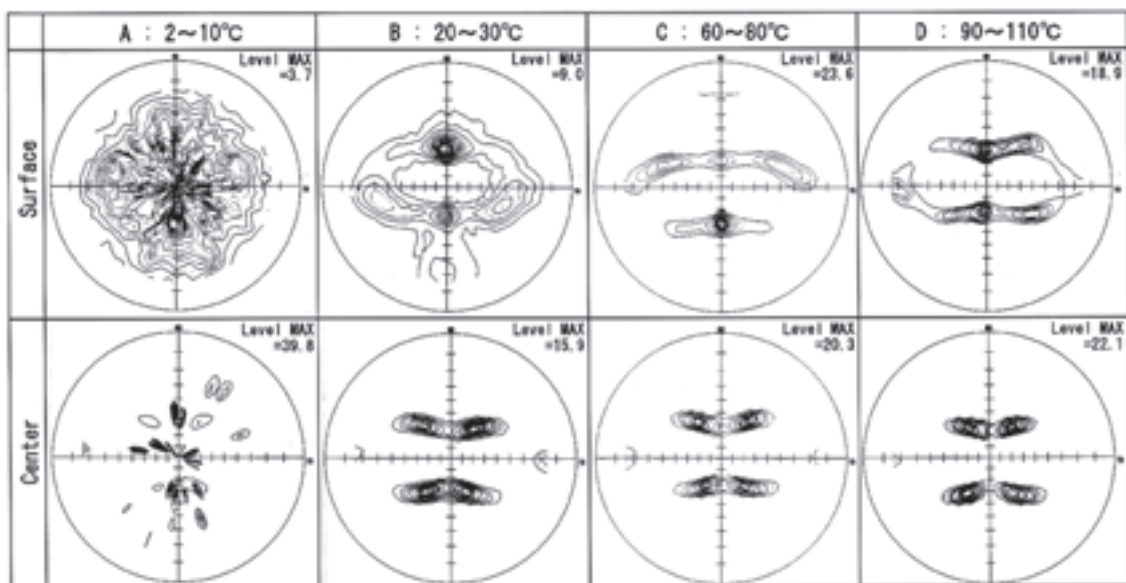 A : 2~10℃
B : 20~30℃
C : 60~80℃
D : 90~110℃
Surface
Level MAX
=3.7
Level MAX
=9.0
Level MAX
=23.6
Level MAX
=18.9
Center
Level MAX
=39.8
Level MAX
=15.9
Level MAX
=20.3
Level MAX
=22.1